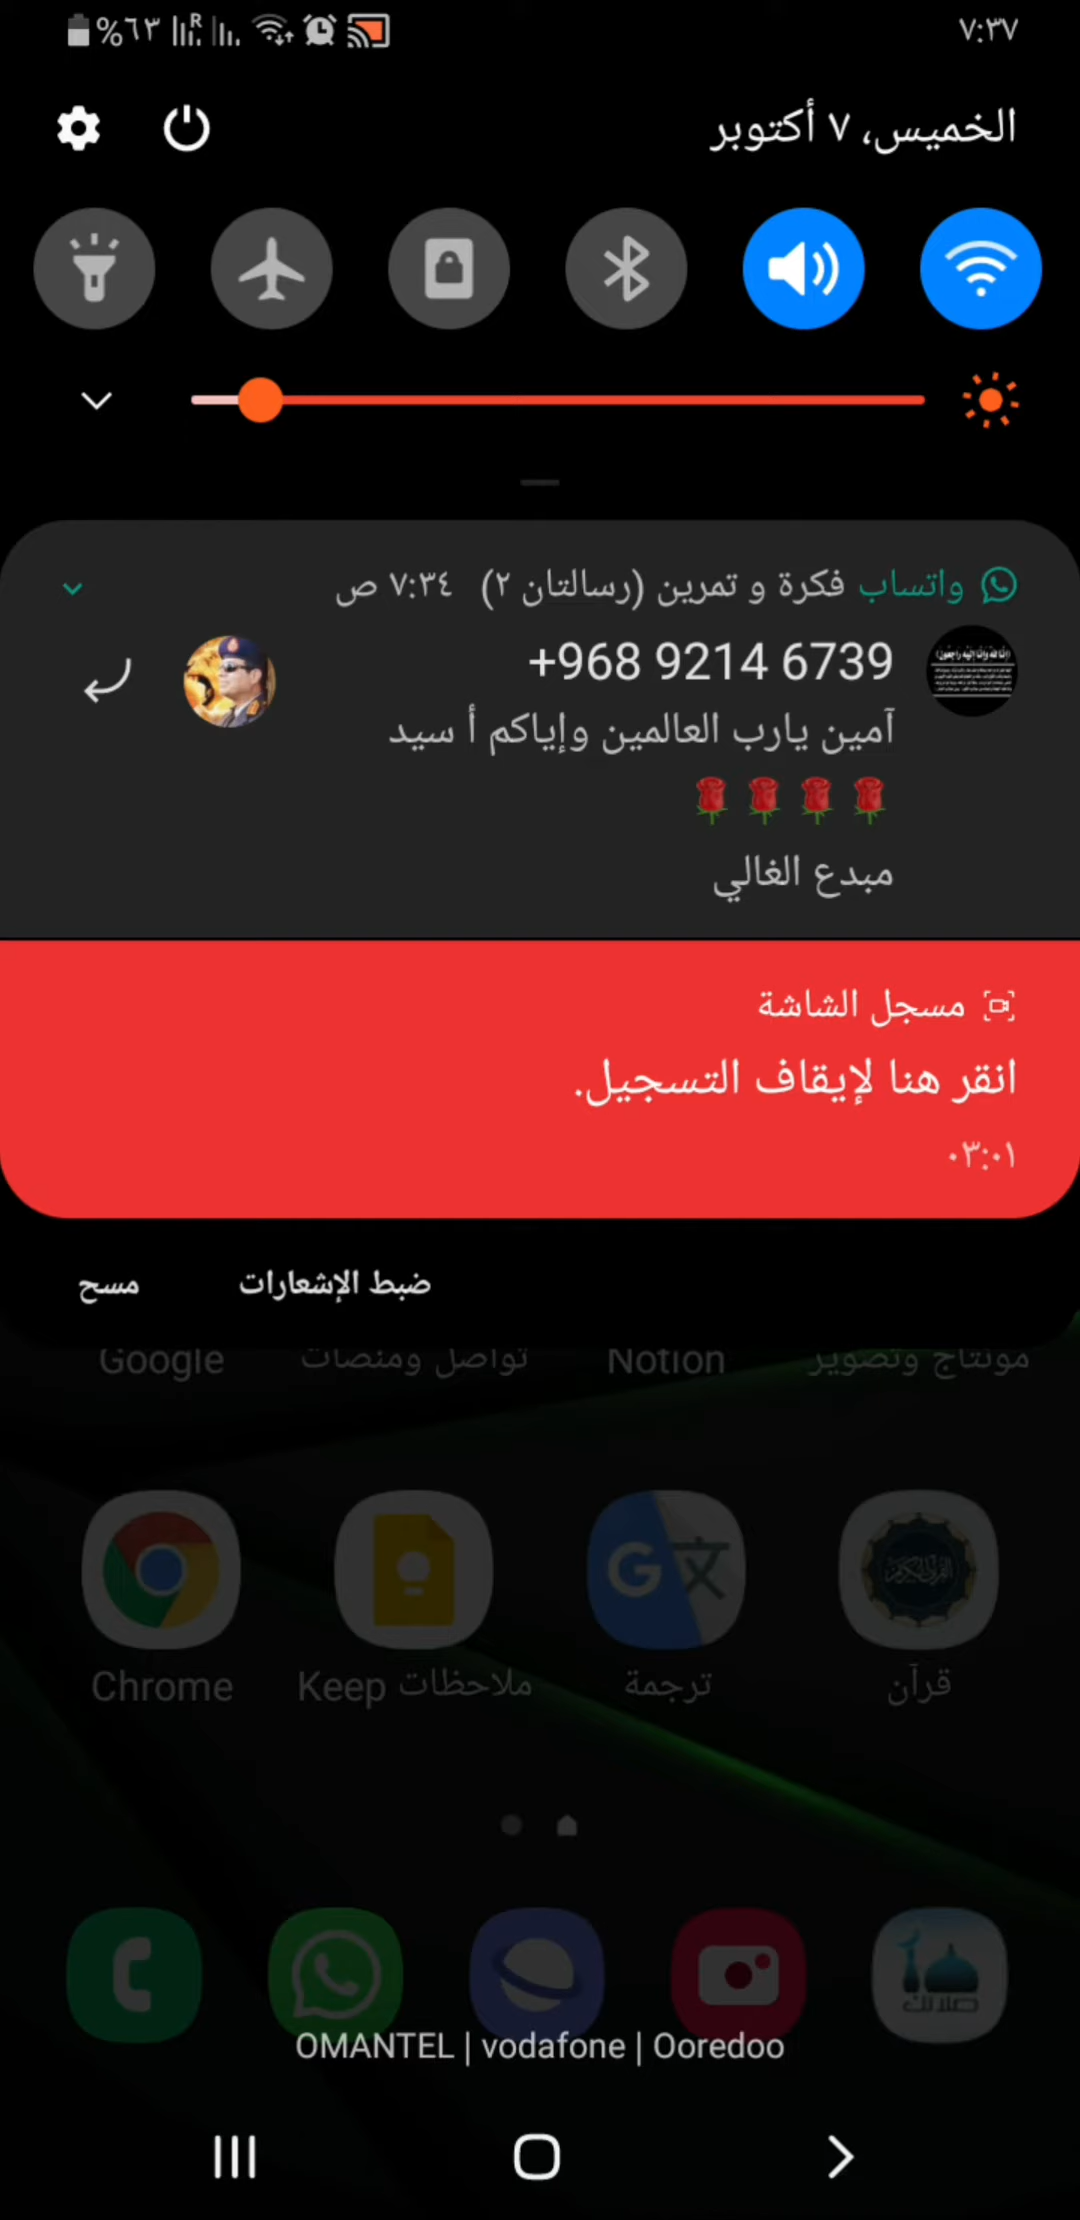 ٧:٣٧
%٦٣
الخميس، ٧ أكتوبر
واتساب فكرة و تمرين (رسالتان ٢) ٧:٣٤ ص
+968 9214 6739
آمين يارب العالمين وإياكم أ سيد
🌹🌹🌹🌹
مبدع الغالي
مسجل الشاشة
انقر هنا لإيقاف التسجيل.
٠٣:٠١
ضبط الإشعارات
مسح
مونتاج وتصوير
Notion
تواصل ومنصات
Google
قرآن
ترجمة
ملاحظات Keep
Chrome
صلاتك
OMANTEL | vodafone | Ooredoo